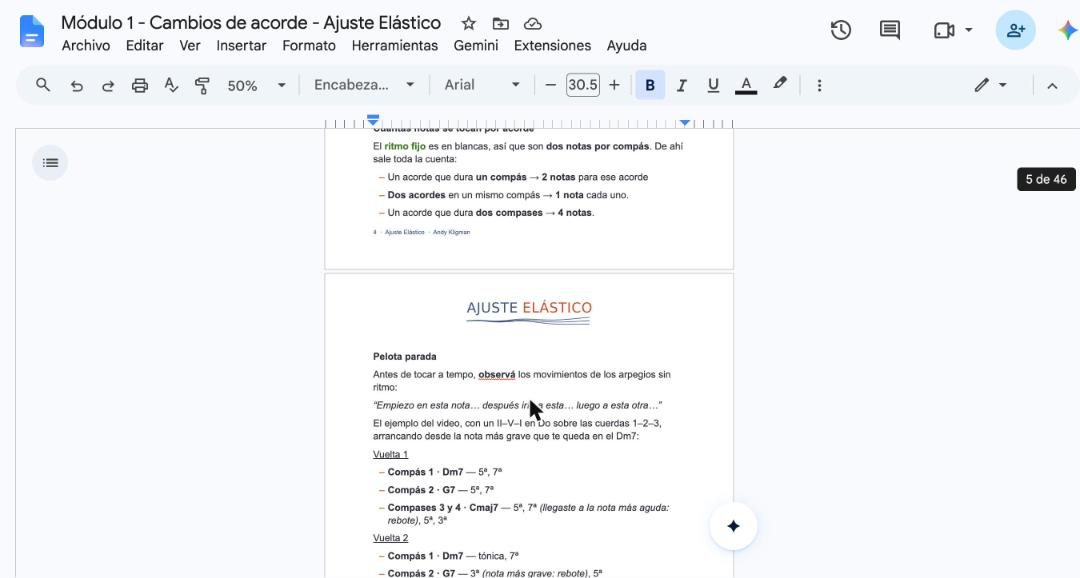 Módulo 1 - Cambios de acorde - Ajuste Elástico
Archivo Editar Ver Insertar Formato Herramientas Gemini Extensiones Ayuda
50% Encabeza... Arial 30.5 B I U A
Cuántas notas se tocan por acorde
El ritmo fijo es en blancas, así que son dos notas por compás. De ahí
sale toda la cuenta:
– Un acorde que dura un compás → 2 notas para ese acorde
– Dos acordes en un mismo compás → 1 nota cada uno.
– Un acorde que dura dos compases → 4 notas.
4 · Ajuste Elástico · Andy Kligman
5 de 46
AJUSTE ELÁSTICO
Pelota parada
Antes de tocar a tempo, observá los movimientos de los arpegios sin
ritmo:
“Empiezo en esta nota… después a esta… luego a esta otra…”
El ejemplo del video, con un II–V–I en Do sobre las cuerdas 1–2–3,
arrancando desde la nota más grave que te queda en el Dm7:
Vuelta 1
– Compás 1 · Dm7 — 5ª, 7ª
– Compás 2 · G7 — 5ª, 7ª
– Compases 3 y 4 · Cmaj7 — 5ª, 7ª (llegaste a la nota más aguda:
rebote), 5ª, 3ª
Vuelta 2
– Compás 1 · Dm7 — tónica, 7ª
– Compás 2 · G7 — 3ª (nota más grave: rebote), 5ª